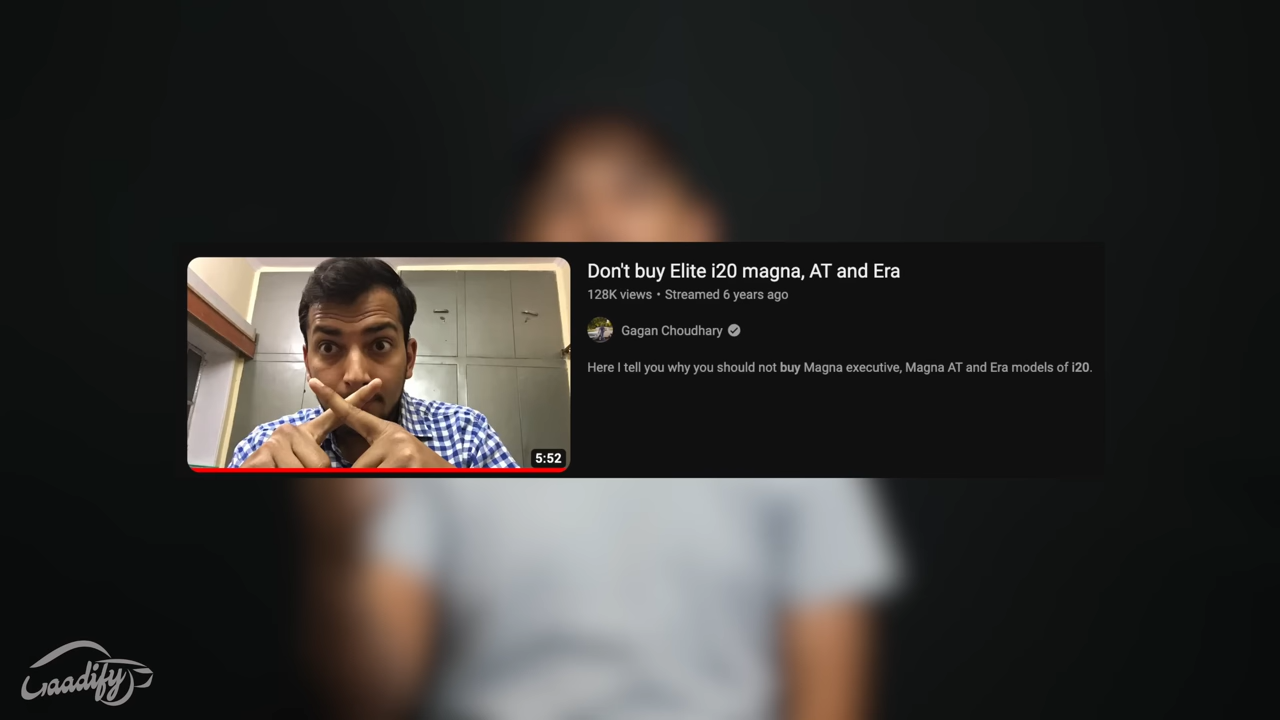 Don't buy Elite i20 magna, AT and Era
128K views • Streamed 6 years ago
Gagan Choudhary
Here I tell you why you should not buy Magna executive, Magna AT and Era models of i20.
5:52
Gaadify